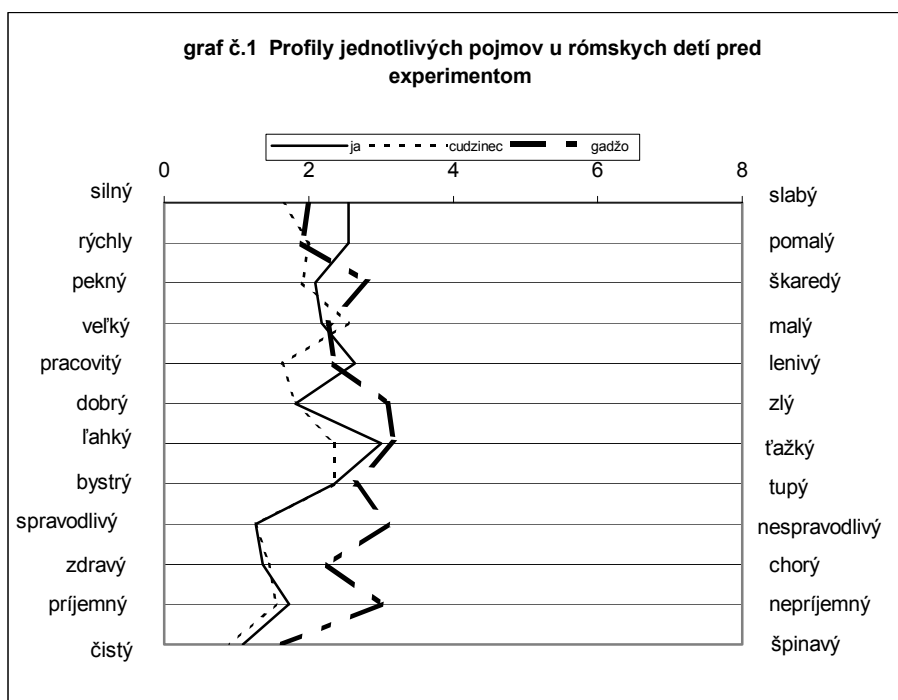 graf č.1 Profily jednotlivých pojmov u rómskych detí pred
experimentom
ja cudzinec gadžo
0 2 4 6 8
silný slabý
rýchly pomalý
pekný škaredý
veľký malý
pracovitý lenivý
dobrý zlý
ľahký ťažký
bystrý tupý
spravodlivý nespravodlivý
zdravý chorý
príjemný nepríjemný
čistý špinavý